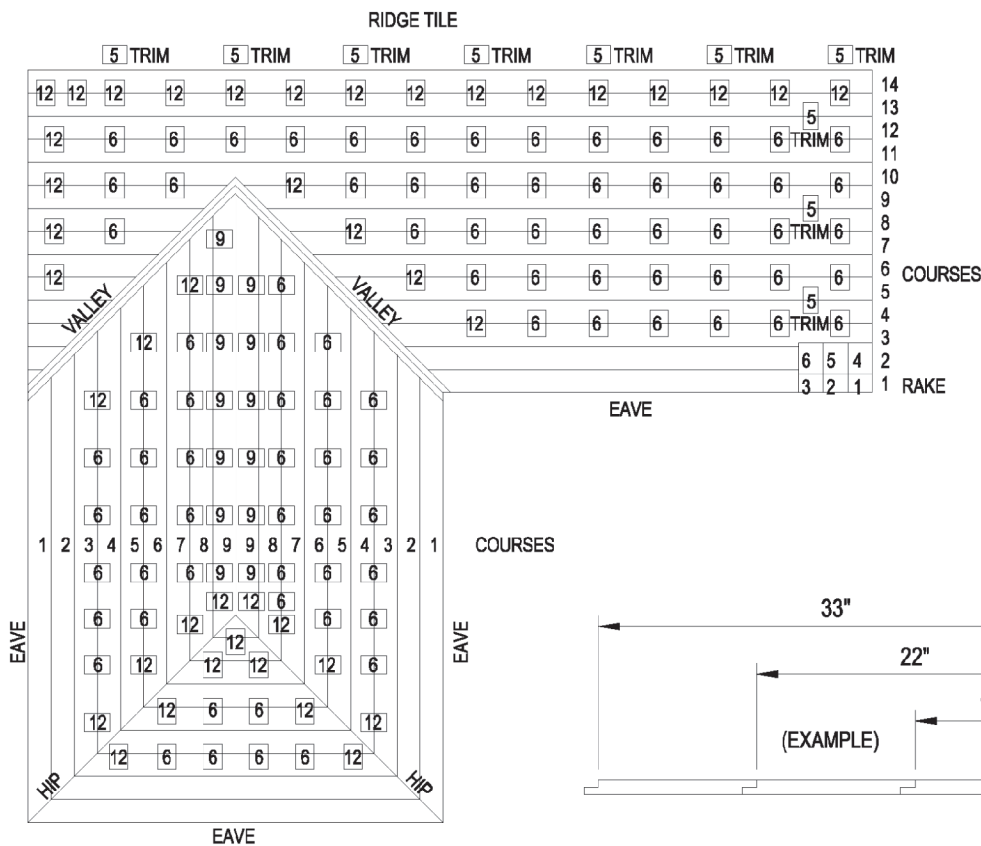 RIDGE TILE
5 TRIM 5 TRIM 5 TRIM 5 TRIM 5 TRIM 5 TRIM 5 TRIM
12 12 12 12 12 12 12 12 12 12 12 12 12 12 12 14
5 13
12 6 6 6 6 6 6 6 6 6 6 6 6 TRIM 6 12
11
12 6 6 12 6 6 6 6 6 6 6 6 6 10
5 9
12 6 12 6 6 6 6 6 6 6 TRIM 6 8
9 7
12 12 6 6 6 6 6 6 6 6 COURSES
12 9 9 6
VALLEY VALLEY
5 5
12 6 6 6 6 6 TRIM 6 4
12 6 9 9 6 6 3
6 5 4 2
3 2 1 1 RAKE
12 6 6 9 9 6 6 6 EAVE
6 6 6 9 9 6 6 6
6 6 6 9 9 6 6 6
1 2 3 4 5 6 7 8 9 9 8 7 6 5 4 3 2 1 COURSES
6 6 6 9 9 6 6 6
12 12 6
6 6 12 12 6 6
EAVE EAVE
12
6 12 12 12 12 6
12 12 6 6 12 12
12 6 6 6 6 12
HIP HIP
EAVE
33"
22"
(EXAMPLE)